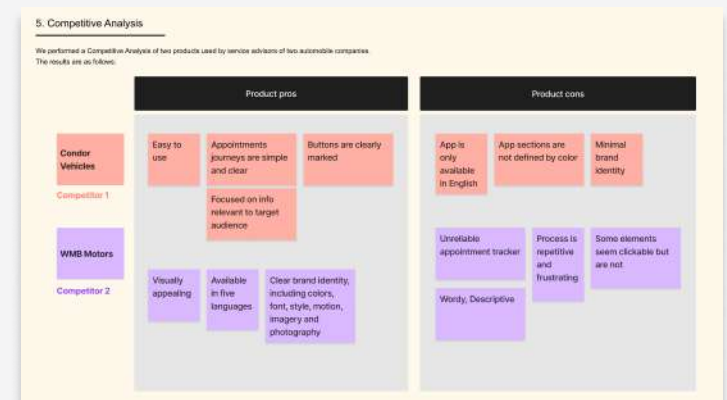 5. Competitive Analysis
We performed a Competitive Analysis of two products used by service advisors of two automobile companies.
The results are as follows:
Product pros
Product cons
Condor
Vehicles
Competitor 1
Easy to
use
Appointments
journeys are simple
and clear
Buttons are clearly
marked
Focused on info
relevant to target
audience
App is
only
available
in English
App sections are
not defined by color
Minimal
brand
identity
WMB Motors
Competitor 2
Visually
appealing
Available
in five
languages
Clear brand identity,
including colors,
font, style, motion,
imagery and
photography
Unreliable
appointment tracker
Process is
repetitive
and
frustrating
Some elements
seem clickable but
are not
Wordy, Descriptive